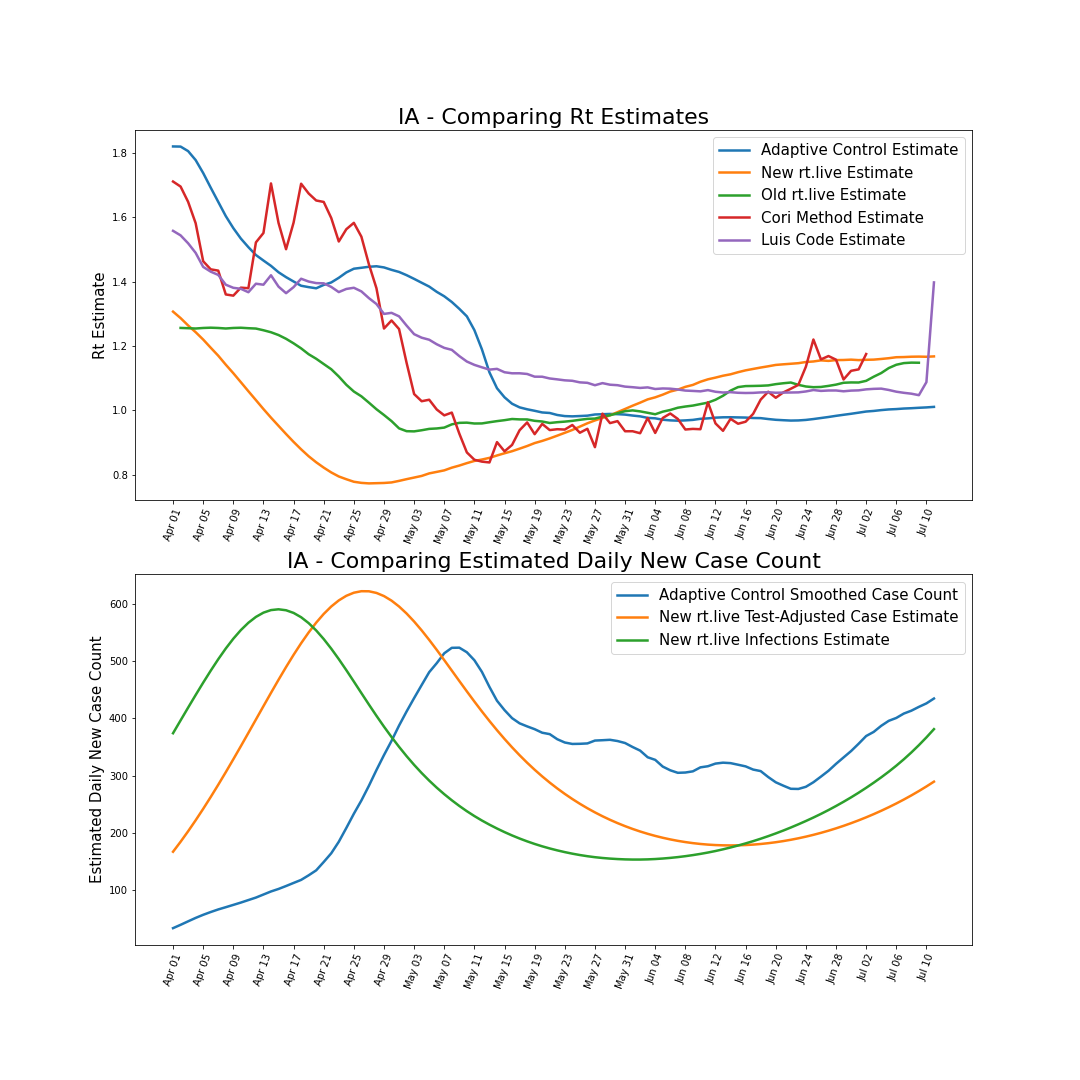 IA - Comparing Rt Estimates
Rt Estimate
1.8
1.6
1.4
1.2
1.0
0.8
Adaptive Control Estimate
New rt.live Estimate
Old rt.live Estimate
Cori Method Estimate
Luis Code Estimate
Apr 01 Apr 05 Apr 09 Apr 13 Apr 17 Apr 21 Apr 25 Apr 29 May 03 May 07 May 11 May 15 May 19 May 23 May 27 May 31 Jun 04 Jun 08 Jun 12 Jun 16 Jun 20 Jun 24 Jun 28 Jul 02 Jul 06 Jul 10
IA - Comparing Estimated Daily New Case Count
Estimated Daily New Case Count
600
500
400
300
200
100
Adaptive Control Smoothed Case Count
New rt.live Test-Adjusted Case Estimate
New rt.live Infections Estimate
Apr 01 Apr 05 Apr 09 Apr 13 Apr 17 Apr 21 Apr 25 Apr 29 May 03 May 07 May 11 May 15 May 19 May 23 May 27 May 31 Jun 04 Jun 08 Jun 12 Jun 16 Jun 20 Jun 24 Jun 28 Jul 02 Jul 06 Jul 10